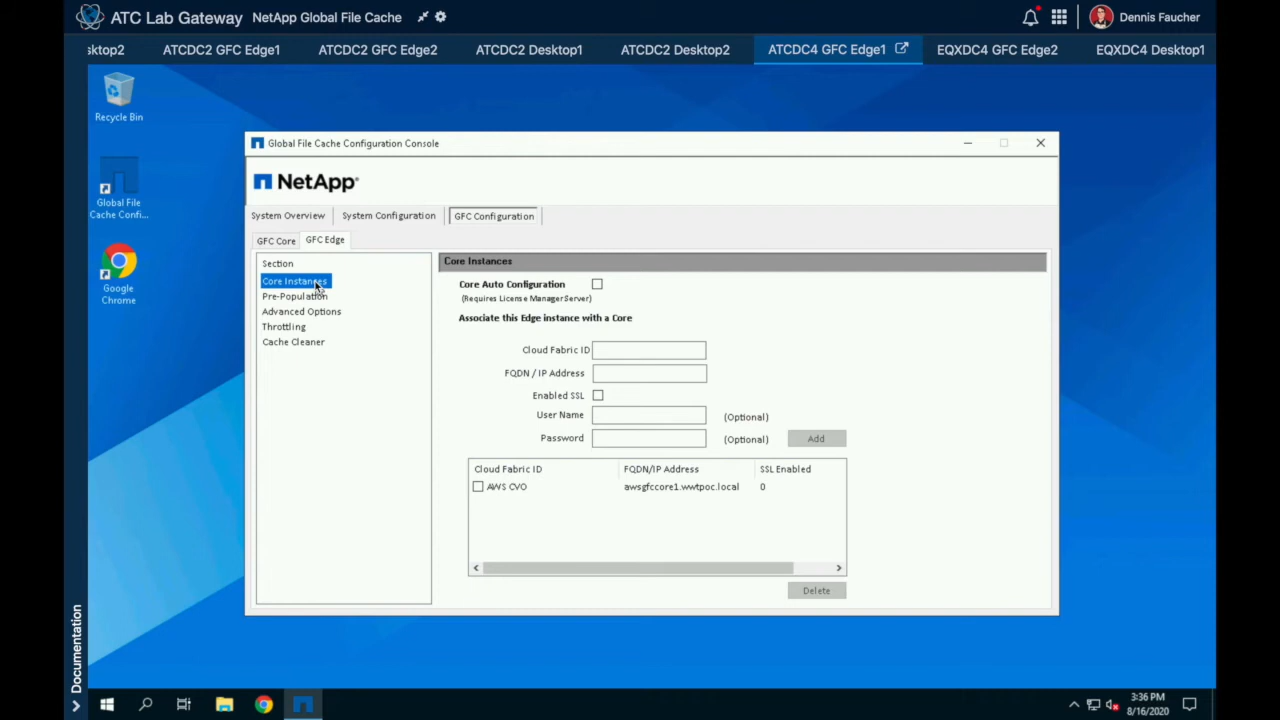 ATC Lab Gateway NetApp Global File Cache Dennis Faucher
sktop2 ATCDC2 GFC Edge1 ATCDC2 GFC Edge2 ATCDC2 Desktop1 ATCDC2 Desktop2 ATCDC4 GFC Edge1 EQXDC4 GFC Edge2 EQXDC4 Desktop1
Recycle Bin
Global File
Cache Confi...
Google
Chrome
Global File Cache Configuration Console
NetApp
System Overview System Configuration GFC Configuration
GFC Core GFC Edge
Section
Core Instances
Pre-Population
Advanced Options
Throttling
Cache Cleaner
Core Instances
Core Auto Configuration
(Requires License Manager Server)
Associate this Edge instance with a Core
Cloud Fabric ID
FQDN / IP Address
Enabled SSL
User Name (Optional)
Password (Optional) Add
Cloud Fabric ID FQDN/IP Address SSL Enabled
AWS CVO awsgfccore1.wwtpoc.local 0
Delete
Documentation
3:36 PM
8/16/2020